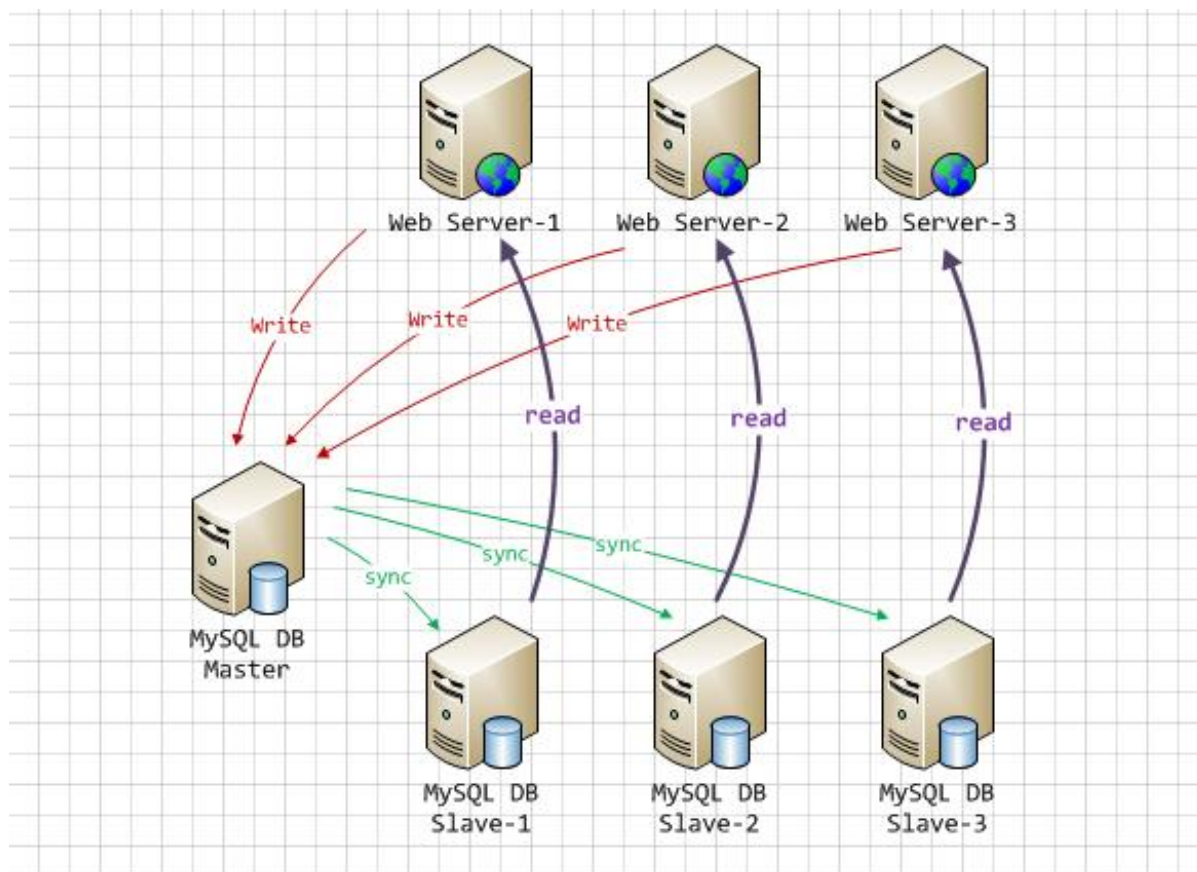 Web Server-1
Web Server-2
Web Server-3
Write
Write
Write
read
read
read
sync
sync
sync
MySQL DB
Master
MySQL DB
Slave-1
MySQL DB
Slave-2
MySQL DB
Slave-3